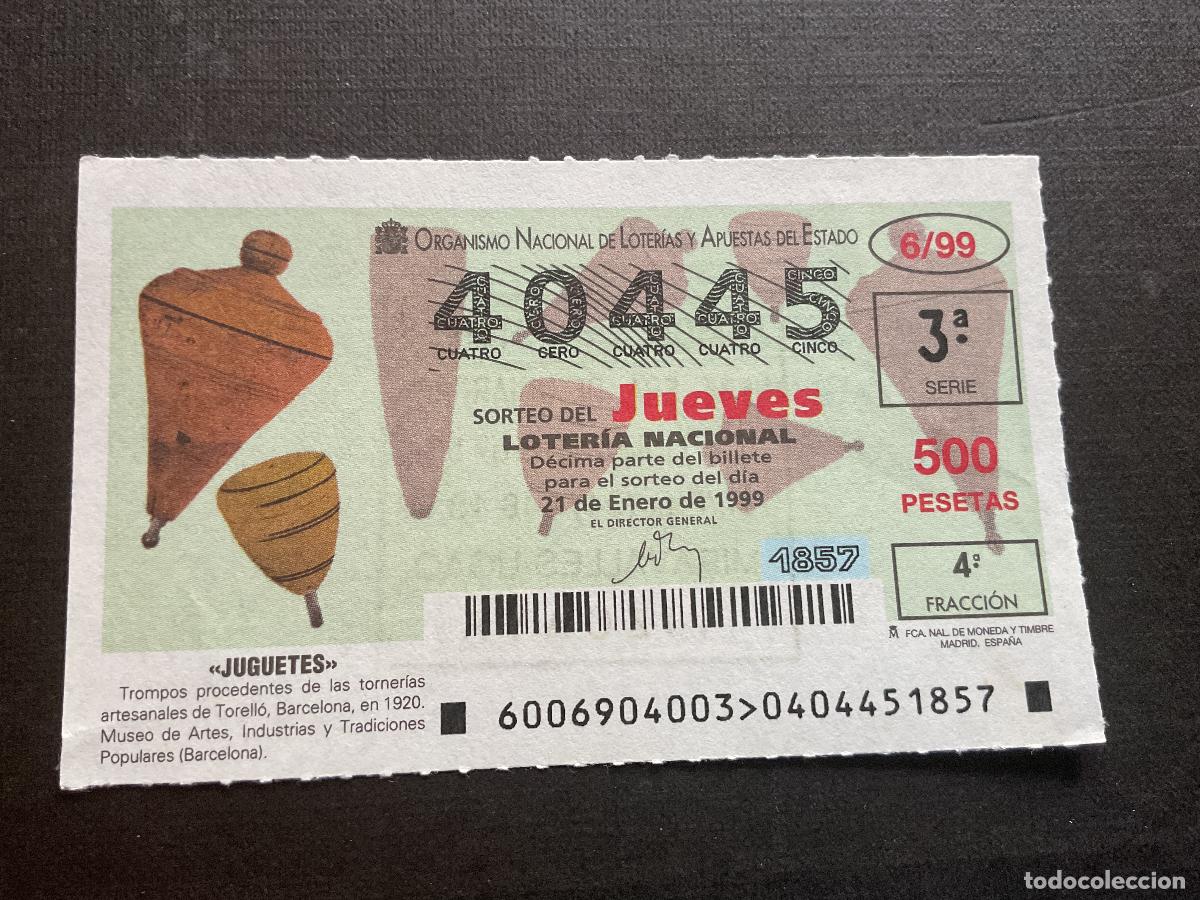 ORGANISMO NACIONAL DE LOTERÍAS Y APUESTAS DEL ESTADO
6/99
40445
CUATRO CERO CUATRO CUATRO CINCO
3ª
SERIE
SORTEO DEL Jueves
LOTERÍA NACIONAL
Décima parte del billete
para el sorteo del día
21 de Enero de 1999
EL DIRECTOR GENERAL
500
PESETAS
1857
4ª
FRACCIÓN
M FCA. NAL. DE MONEDA Y TIMBRE
MADRID. ESPAÑA
«JUGUETES»
Trompos procedentes de las tornerías
artesanales de Torelló, Barcelona, en 1920.
Museo de Artes, Industrias y Tradiciones
Populares (Barcelona).
6006904003>0404451857
todocoleccion